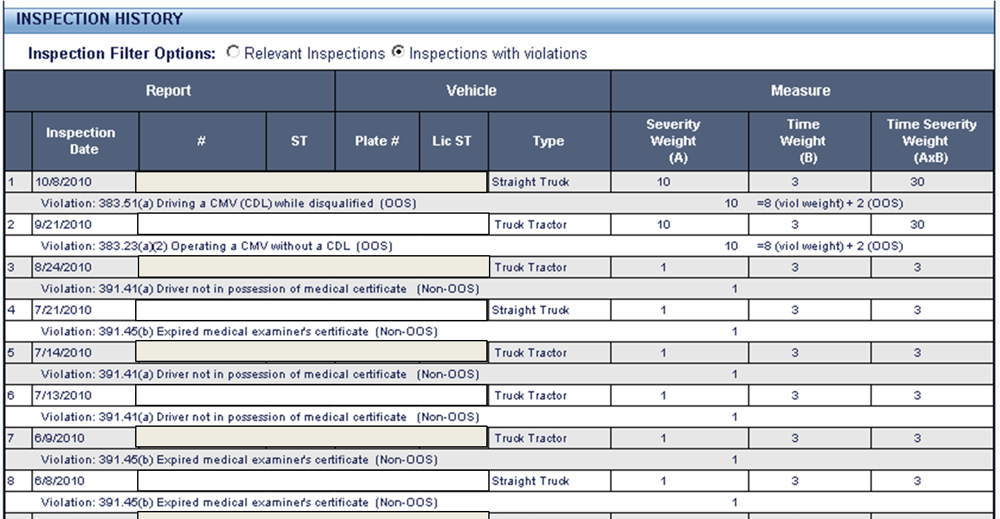 INSPECTION HISTORY
Inspection Filter Options: Relevant Inspections Inspections with violations
Report Vehicle Measure
Inspection Date # ST Plate # Lic ST Type Severity Weight (A) Time Weight (B) Time Severity Weight (AxB)
1 10/8/2010 Straight Truck 10 3 30
Violation: 383.51(a) Driving a CMV (CDL) while disqualified (OOS) 10 =8 (viol weight) + 2 (OOS)
2 9/21/2010 Truck Tractor 10 3 30
Violation: 383.23(a)(2) Operating a CMV without a CDL (OOS) 10 =8 (viol weight) + 2 (OOS)
3 8/24/2010 Truck Tractor 1 3 3
Violation: 391.41(a) Driver not in possession of medical certificate (Non-OOS) 1
4 7/21/2010 Straight Truck 1 3 3
Violation: 391.45(b) Expired medical examiner's certificate (Non-OOS) 1
5 7/14/2010 Truck Tractor 1 3 3
Violation: 391.41(a) Driver not in possession of medical certificate (Non-OOS) 1
6 7/13/2010 Truck Tractor 1 3 3
Violation: 391.41(a) Driver not in possession of medical certificate (Non-OOS) 1
7 6/9/2010 Truck Tractor 1 3 3
Violation: 391.45(b) Expired medical examiner's certificate (Non-OOS) 1
8 6/8/2010 Straight Truck 1 3 3
Violation: 391.45(b) Expired medical examiner's certificate (Non-OOS) 1